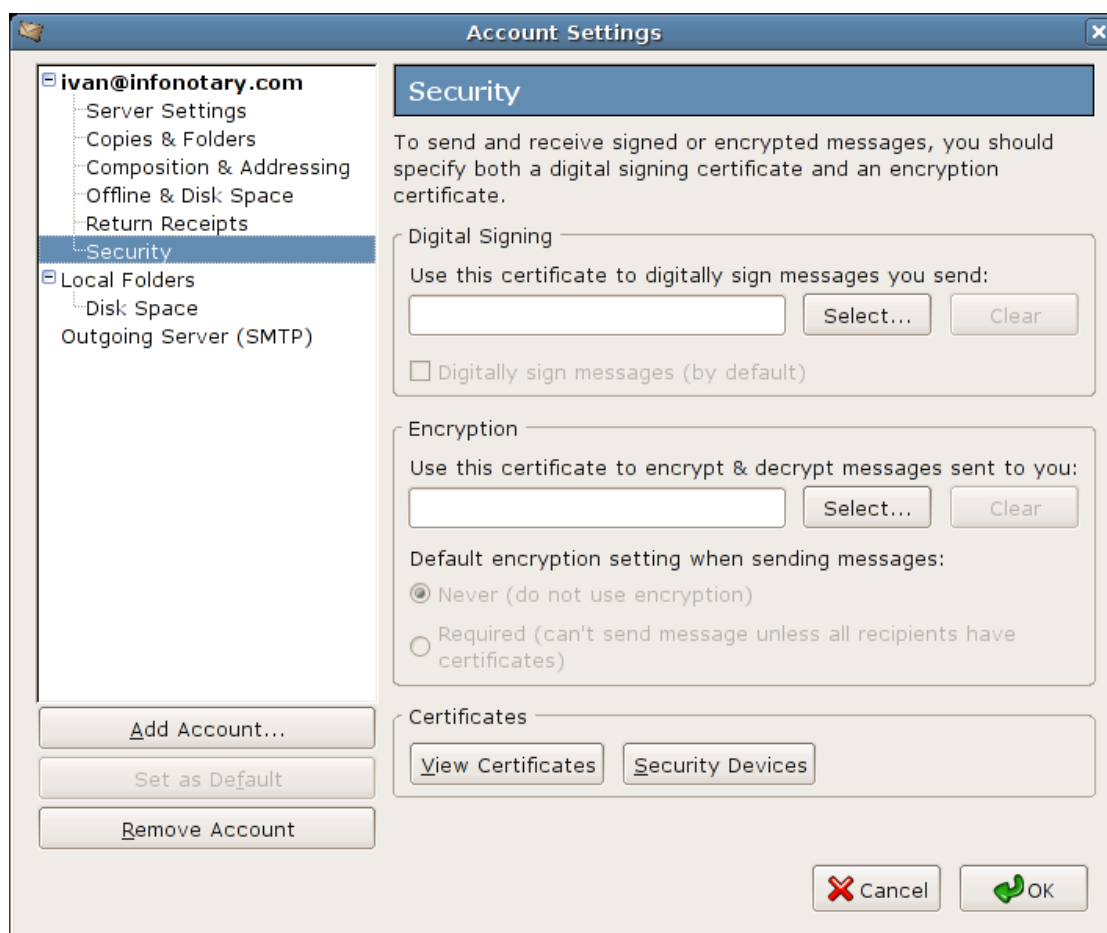 Account Settings
ivan@infonotary.com
Server Settings
Copies & Folders
Composition & Addressing
Offline & Disk Space
Return Receipts
Security
Local Folders
Disk Space
Outgoing Server (SMTP)
Add Account...
Set as Default
Remove Account
Security
To send and receive signed or encrypted messages, you should
specify both a digital signing certificate and an encryption
certificate.
Digital Signing
Use this certificate to digitally sign messages you send:
Select...
Clear
Digitally sign messages (by default)
Encryption
Use this certificate to encrypt & decrypt messages sent to you:
Select...
Clear
Default encryption setting when sending messages:
Never (do not use encryption)
Required (can't send message unless all recipients have
certificates)
Certificates
View Certificates
Security Devices
Cancel
OK